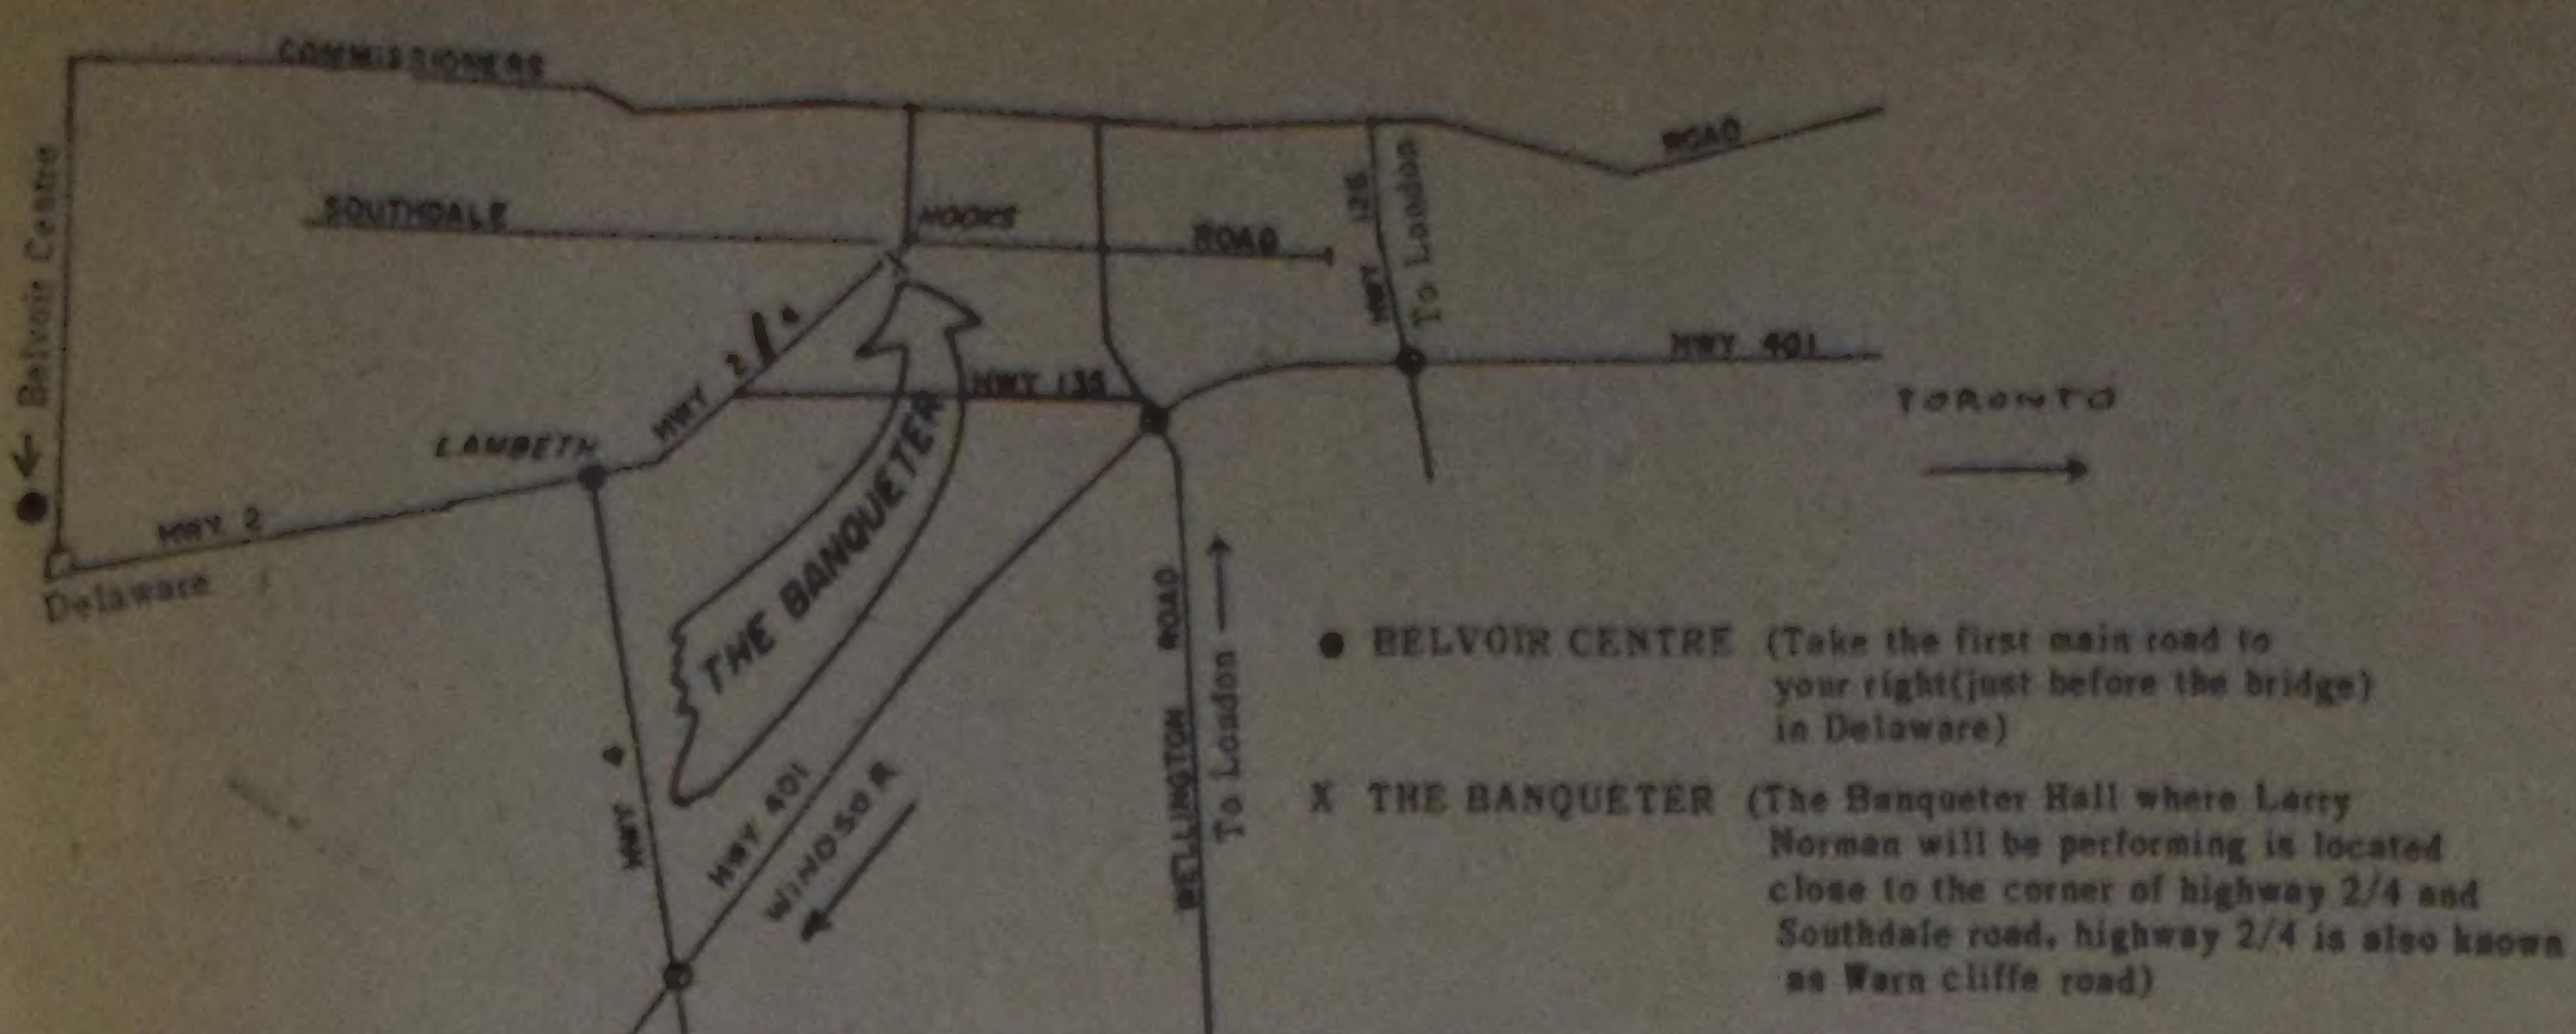 COMMISSIONERS
ROAD
← Belvoir Centre
SOUTHDALE
HOOKS
ROAD
HWY 126
To London
HWY 2/4
HWY 135
HWY 401
TORONTO
LAMBETH
HWY 2
Delaware
THE BANQUETER
HWY 4
HWY 401
WINDSOR
WELLINGTON ROAD
To London →
● BELVOIR CENTRE (Take the first main road to
your right(just before the bridge)
in Delaware)
X THE BANQUETER (The Banqueter Hall where Larry
Norman will be performing is located
close to the corner of highway 2/4 and
Southdale road, highway 2/4 is also known
as Warn cliffe road)